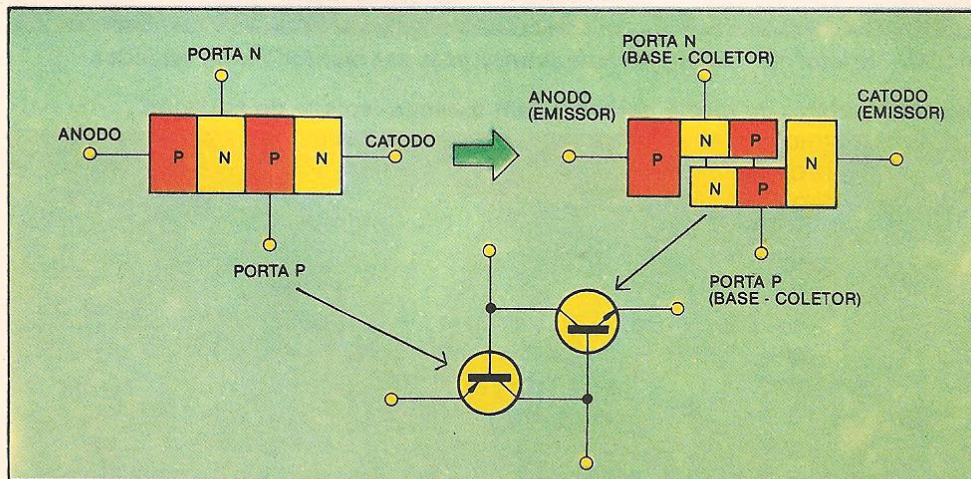 PORTA N
ANODO
P N P N
CATODO
PORTA P
PORTA N
(BASE - COLETOR)
ANODO
(EMISSOR)
CATODO
(EMISSOR)
P
N P
N P
N
PORTA P
(BASE - COLETOR)